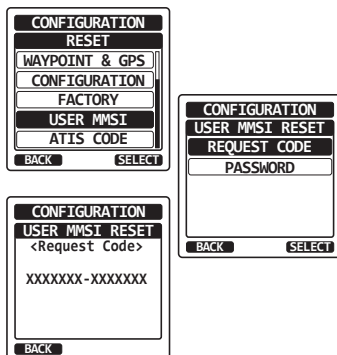 CONFIGURATION
RESET
WAYPOINT & GPS
CONFIGURATION
FACTORY
USER MMSI
ATIS CODE
BACK SELECT
CONFIGURATION
USER MMSI RESET
REQUEST CODE
PASSWORD
BACK SELECT
CONFIGURATION
USER MMSI RESET
<Request Code>
XXXXXXX-XXXXXXX
BACK